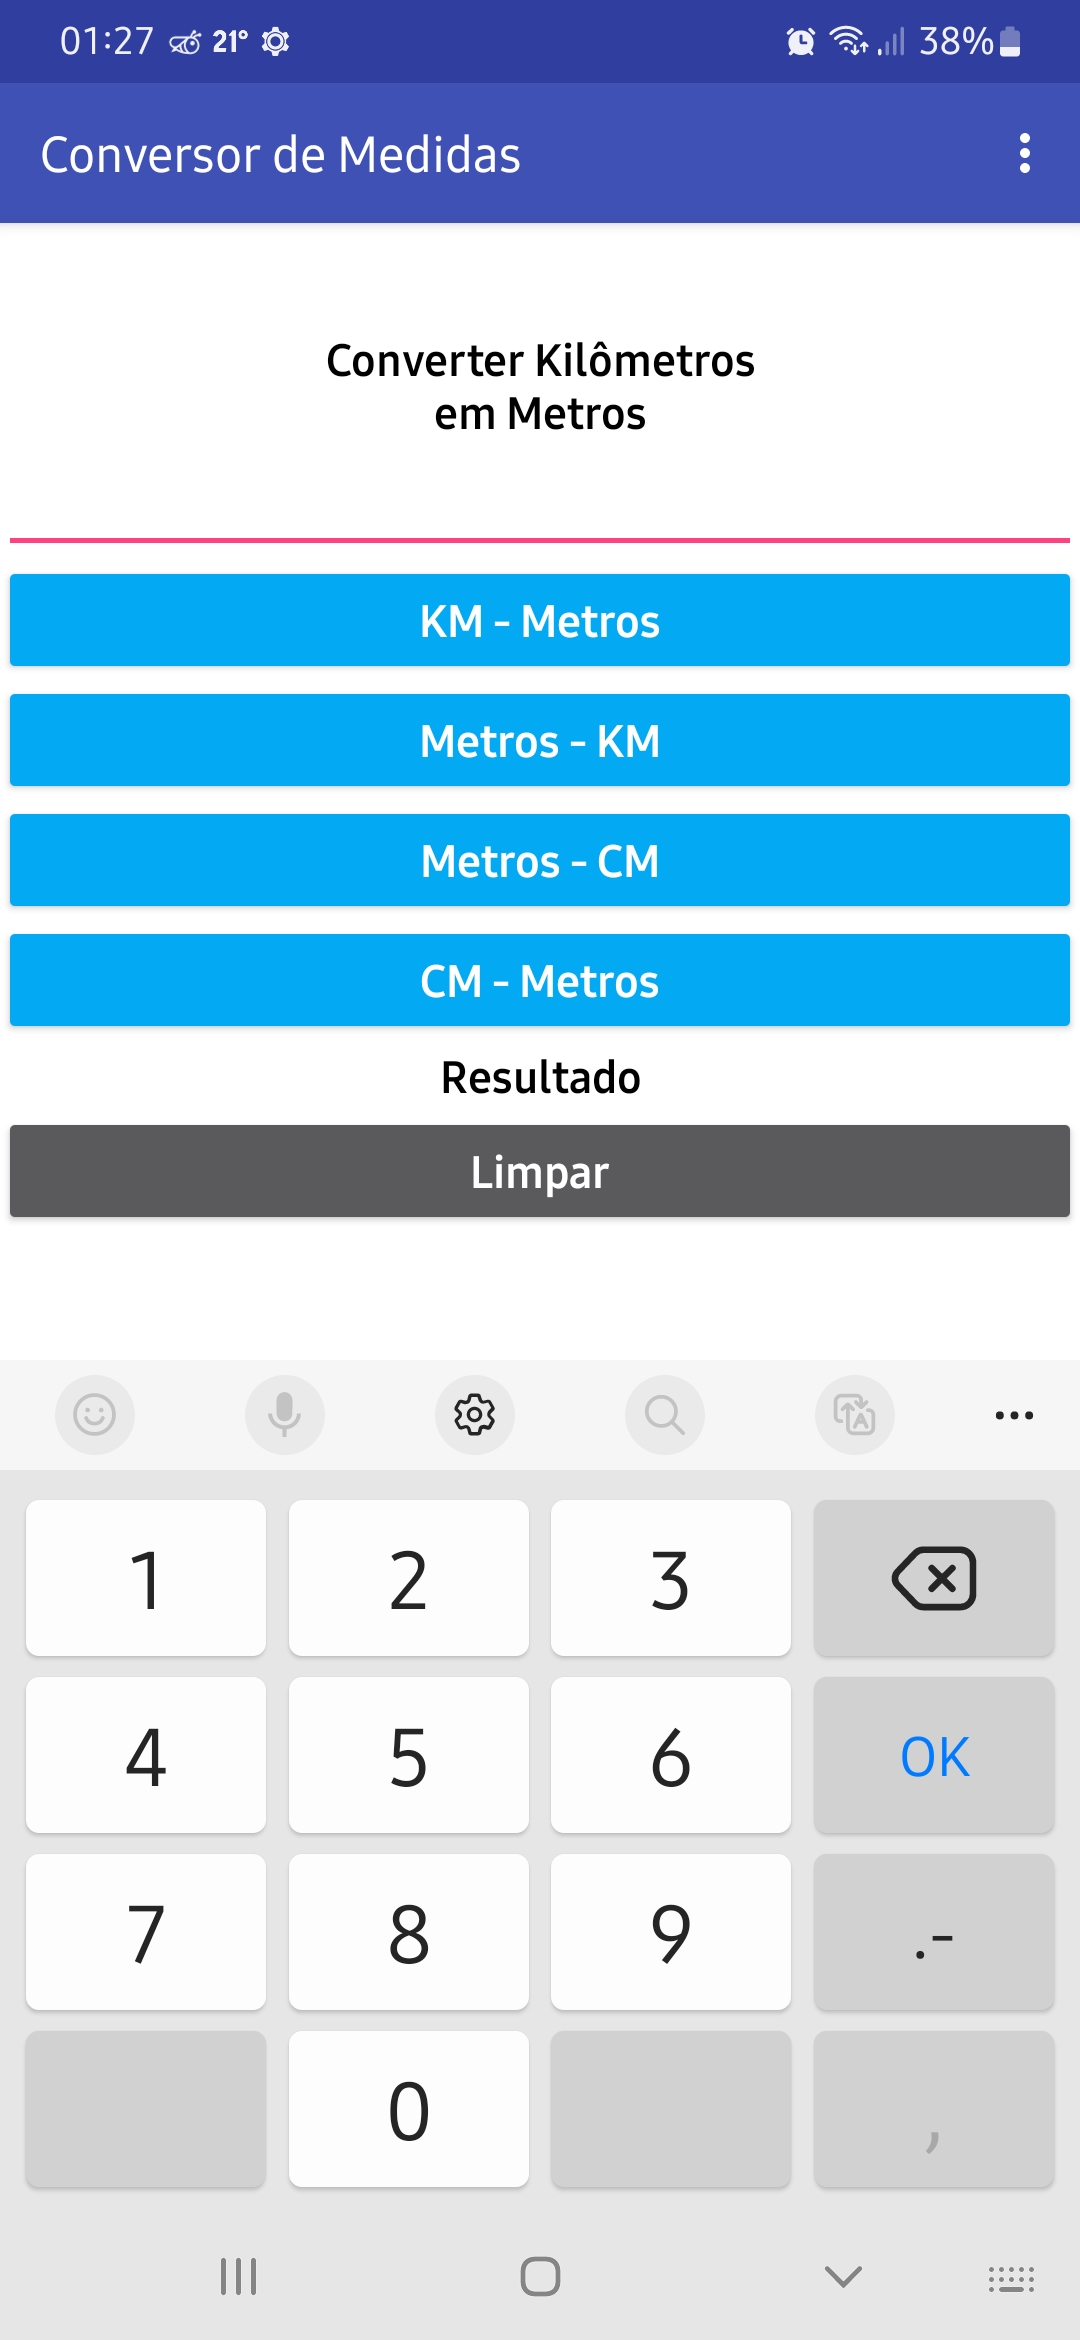 01:27 21° 38%
Conversor de Medidas
Converter Kilômetros
em Metros
KM - Metros
Metros - KM
Metros - CM
CM - Metros
Resultado
Limpar
1 2 3
4 5 6 OK
7 8 9 .-
0 ,